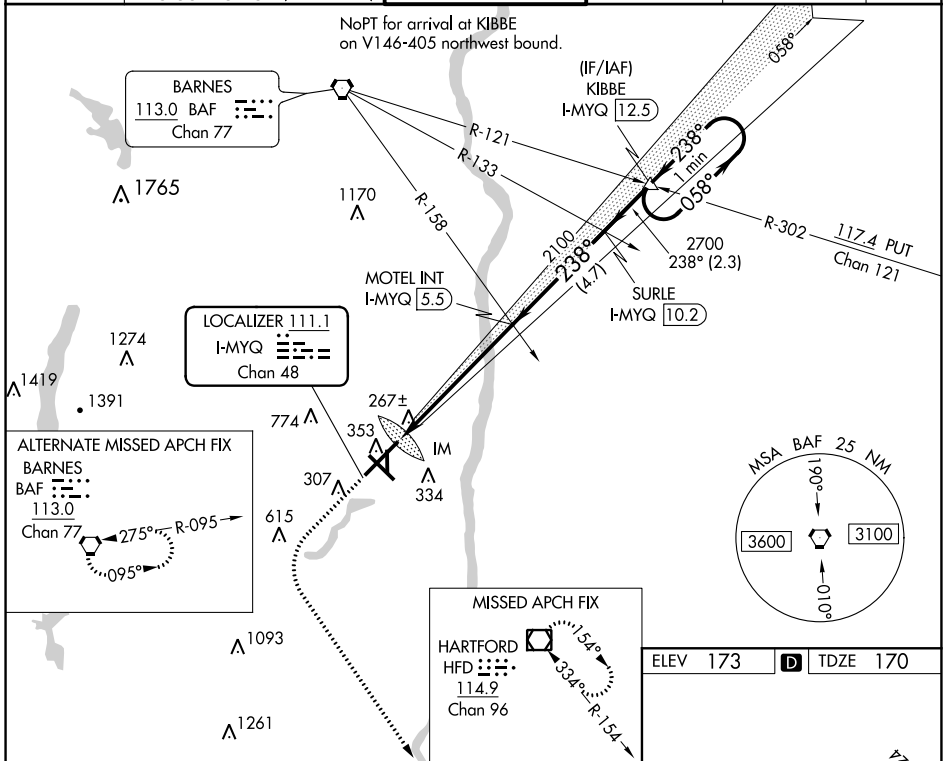 NoPT for arrival at KIBBE
on V146-405 northwest bound.
BARNES
113.0 BAF
Chan 77
(IF/IAF)
KIBBE
I-MYQ 12.5
058°
R-121
R-133
R-158
238°
1 min
058°
1765
1170
R-302
117.4 PUT
Chan 121
2100
238°
(4.7)
2700
238° (2.3)
MOTEL INT
I-MYQ 5.5
SURLE
I-MYQ 10.2
LOCALIZER 111.1
I-MYQ
Chan 48
1274
1419
1391
774
267±
353
IM
334
307
615
ALTERNATE MISSED APCH FIX
BARNES
BAF
113.0
Chan 77
275°
R-095
095°
MSA BAF 25 NM
190°
3600
3100
010°
MISSED APCH FIX
HARTFORD
HFD
114.9
Chan 96
154°
334°
R-154
1093
1261
ELEV 173 D TDZE 170